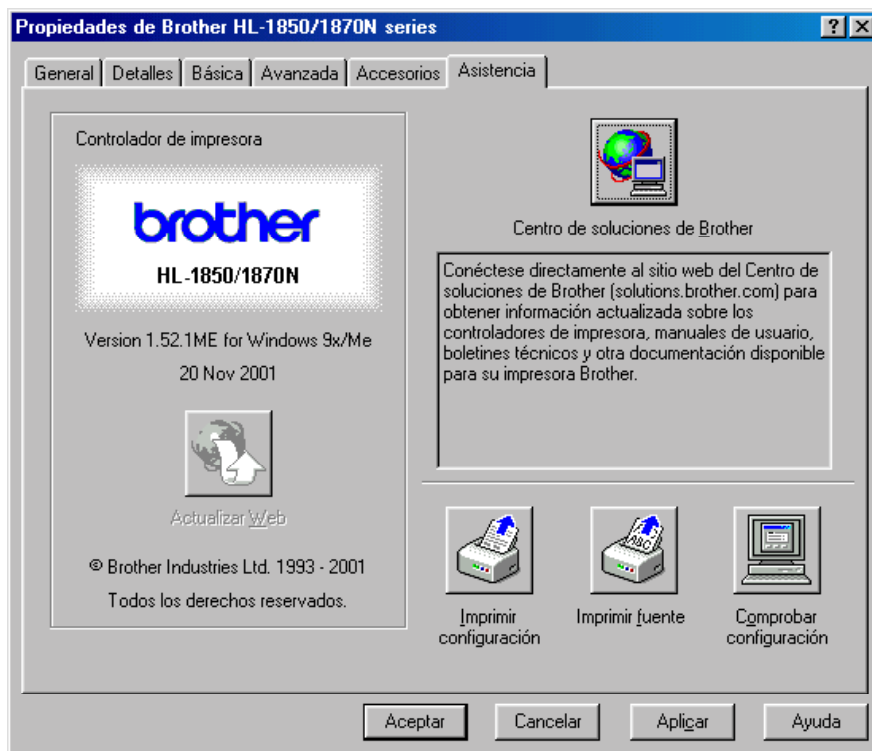 Propiedades de Brother HL-1850/1870N series
General
Detalles
Básica
Avanzada
Accesorios
Asistencia
Controlador de impresora
brother
HL-1850/1870N
Version 1.52.1ME for Windows 9x/Me
20 Nov 2001
Actualizar Web
© Brother Industries Ltd. 1993 - 2001
Todos los derechos reservados.
Centro de soluciones de Brother
Conéctese directamente al sitio web del Centro de
soluciones de Brother (solutions.brother.com) para
obtener información actualizada sobre los
controladores de impresora, manuales de usuario,
boletines técnicos y otra documentación disponible
para su impresora Brother.
ABC
Imprimir
configuración
Imprimir fuente
Comprobar
configuración
Aceptar
Cancelar
Aplicar
Ayuda